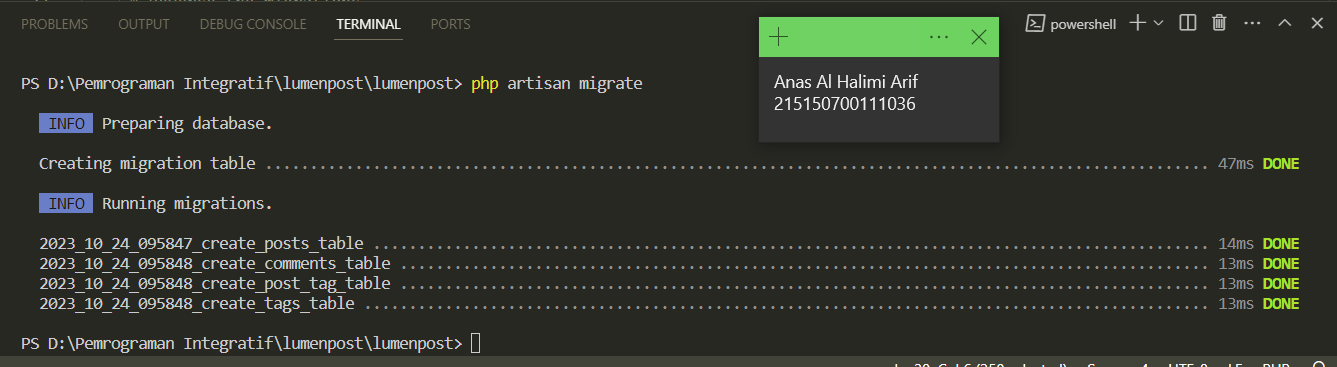 PROBLEMS OUTPUT DEBUG CONSOLE TERMINAL PORTS powershell
Anas Al Halimi Arif
215150700111036
PS D:\Pemrograman Integratif\lumenpost\lumenpost> php artisan migrate
INFO Preparing database.
Creating migration table ........................................................................................................ 47ms DONE
INFO Running migrations.
2023_10_24_095847_create_posts_table ............................................................................................ 14ms DONE
2023_10_24_095848_create_comments_table ......................................................................................... 13ms DONE
2023_10_24_095848_create_post_tag_table ......................................................................................... 13ms DONE
2023_10_24_095848_create_tags_table ............................................................................................. 13ms DONE
PS D:\Pemrograman Integratif\lumenpost\lumenpost>